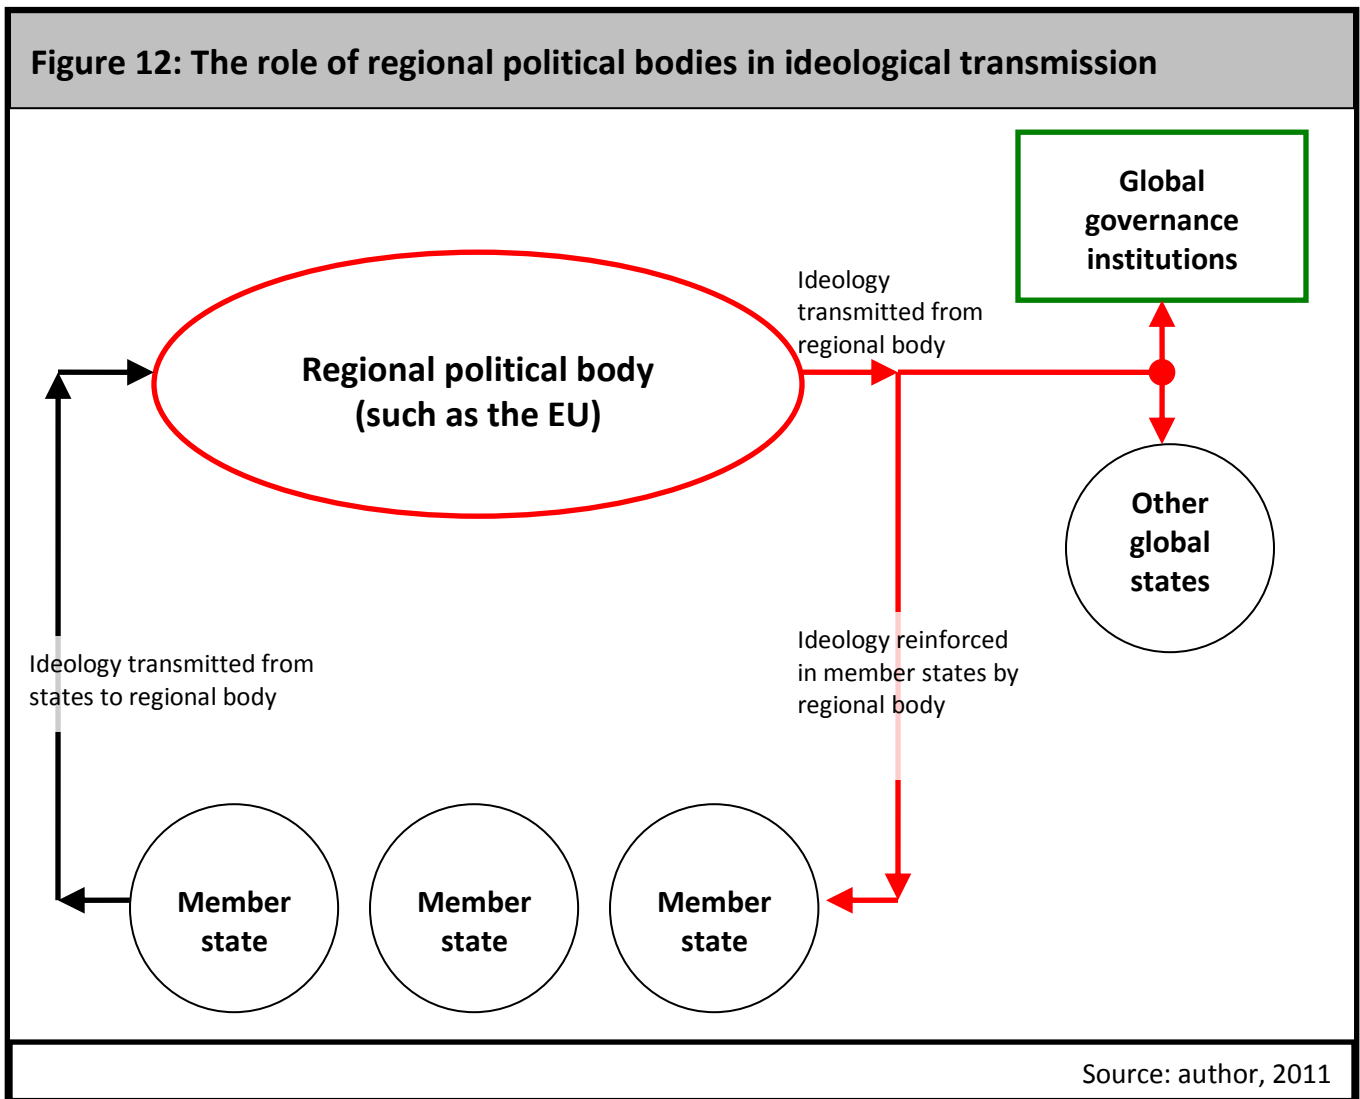 Figure 12: The role of regional political bodies in ideological transmission
Global
governance
institutions
Ideology
transmitted from
regional body
Regional political body
(such as the EU)
Other
global
states
Ideology transmitted from
states to regional body
Ideology reinforced
in member states by
regional body
Member
state
Member
state
Member
state
Source: author, 2011